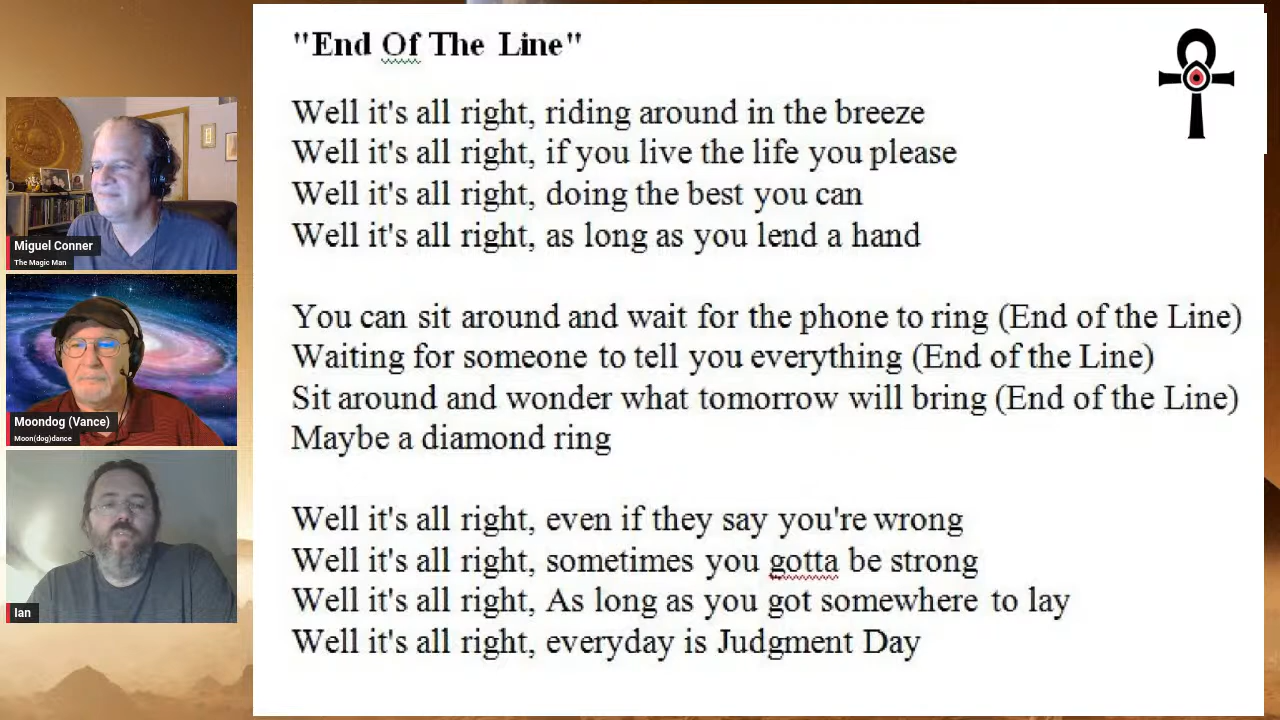 "End Of The Line"
Well it's all right, riding around in the breeze
Well it's all right, if you live the life you please
Well it's all right, doing the best you can
Well it's all right, as long as you lend a hand
You can sit around and wait for the phone to ring (End of the Line)
Waiting for someone to tell you everything (End of the Line)
Sit around and wonder what tomorrow will bring (End of the Line)
Maybe a diamond ring
Well it's all right, even if they say you're wrong
Well it's all right, sometimes you gotta be strong
Well it's all right, As long as you got somewhere to lay
Well it's all right, everyday is Judgment Day
Miguel Conner
The Magic Man
Moondog (Vance)
Moon(dog)dance
Ian